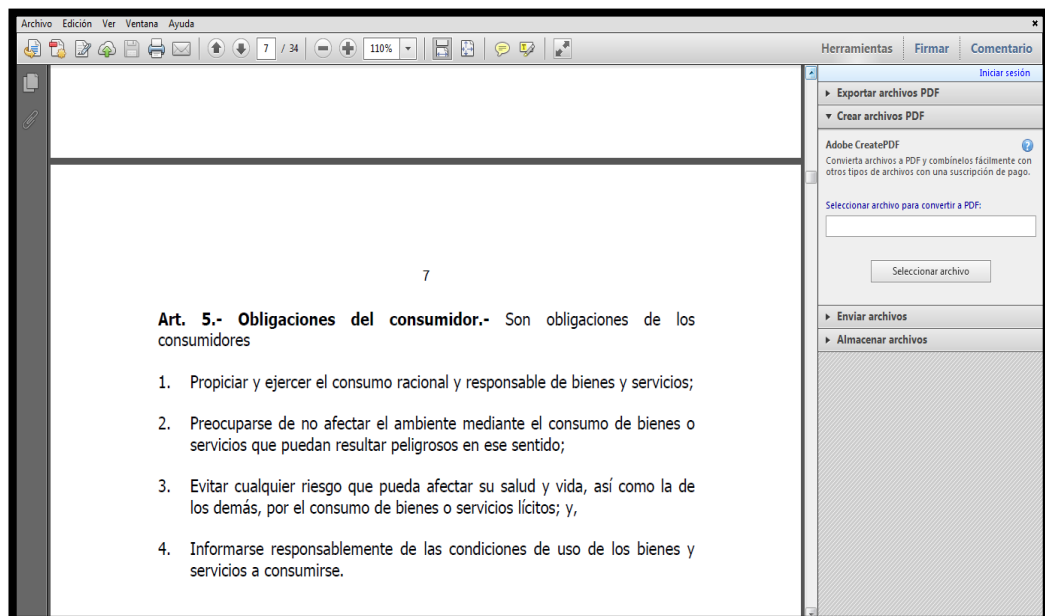 Archivo Edición Ver Ventana Ayuda
7 / 34 110%
Herramientas Firmar Comentario
Iniciar sesión
Exportar archivos PDF
Crear archivos PDF
Adobe CreatePDF
Convierta archivos a PDF y combínelos fácilmente con
otros tipos de archivos con una suscripción de pago.
Seleccionar archivo para convertir a PDF:
Seleccionar archivo
Enviar archivos
Almacenar archivos
7
Art. 5.- Obligaciones del consumidor.- Son obligaciones de los
consumidores
1. Propiciar y ejercer el consumo racional y responsable de bienes y servicios;
2. Preocuparse de no afectar el ambiente mediante el consumo de bienes o
servicios que puedan resultar peligrosos en ese sentido;
3. Evitar cualquier riesgo que pueda afectar su salud y vida, así como la de
los demás, por el consumo de bienes o servicios lícitos; y,
4. Informarse responsablemente de las condiciones de uso de los bienes y
servicios a consumirse.